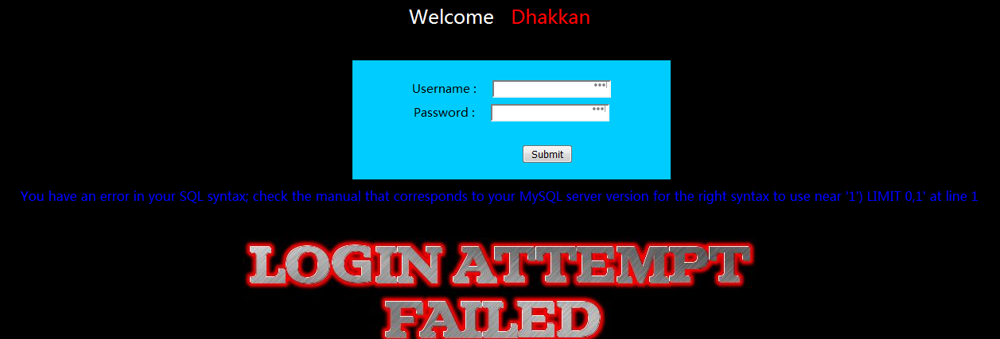 Welcome Dhakkan
Username :
Password :
Submit
You have an error in your SQL syntax; check the manual that corresponds to your MySQL server version for the right syntax to use near '1') LIMIT 0,1' at line 1
LOGIN ATTEMPT
FAILED